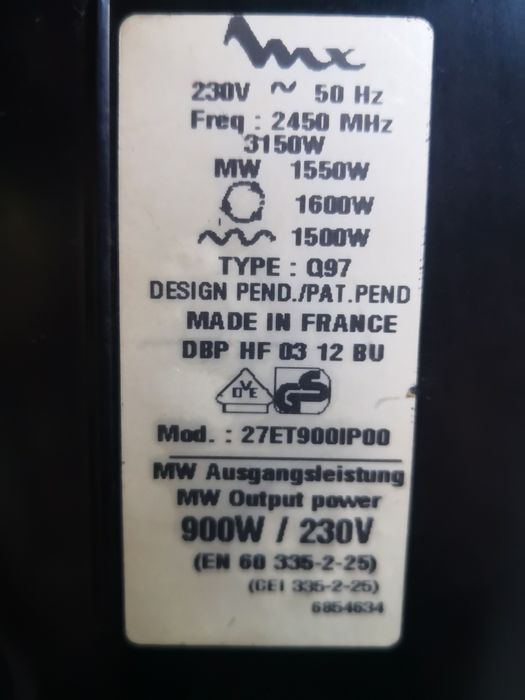 mx
230V ~ 50 Hz
Freq : 2450 MHz
3150W
MW 1550W
1600W
1500W
TYPE : Q97
DESIGN PEND./PAT.PEND
MADE IN FRANCE
DBP HF 03 12 BU
DVE GS
Mod. : 27ET900IP00
MW Ausgangsleistung
MW Output power
900W / 230V
(EN 60 335-2-25)
(CEI 335-2-25)
6854634